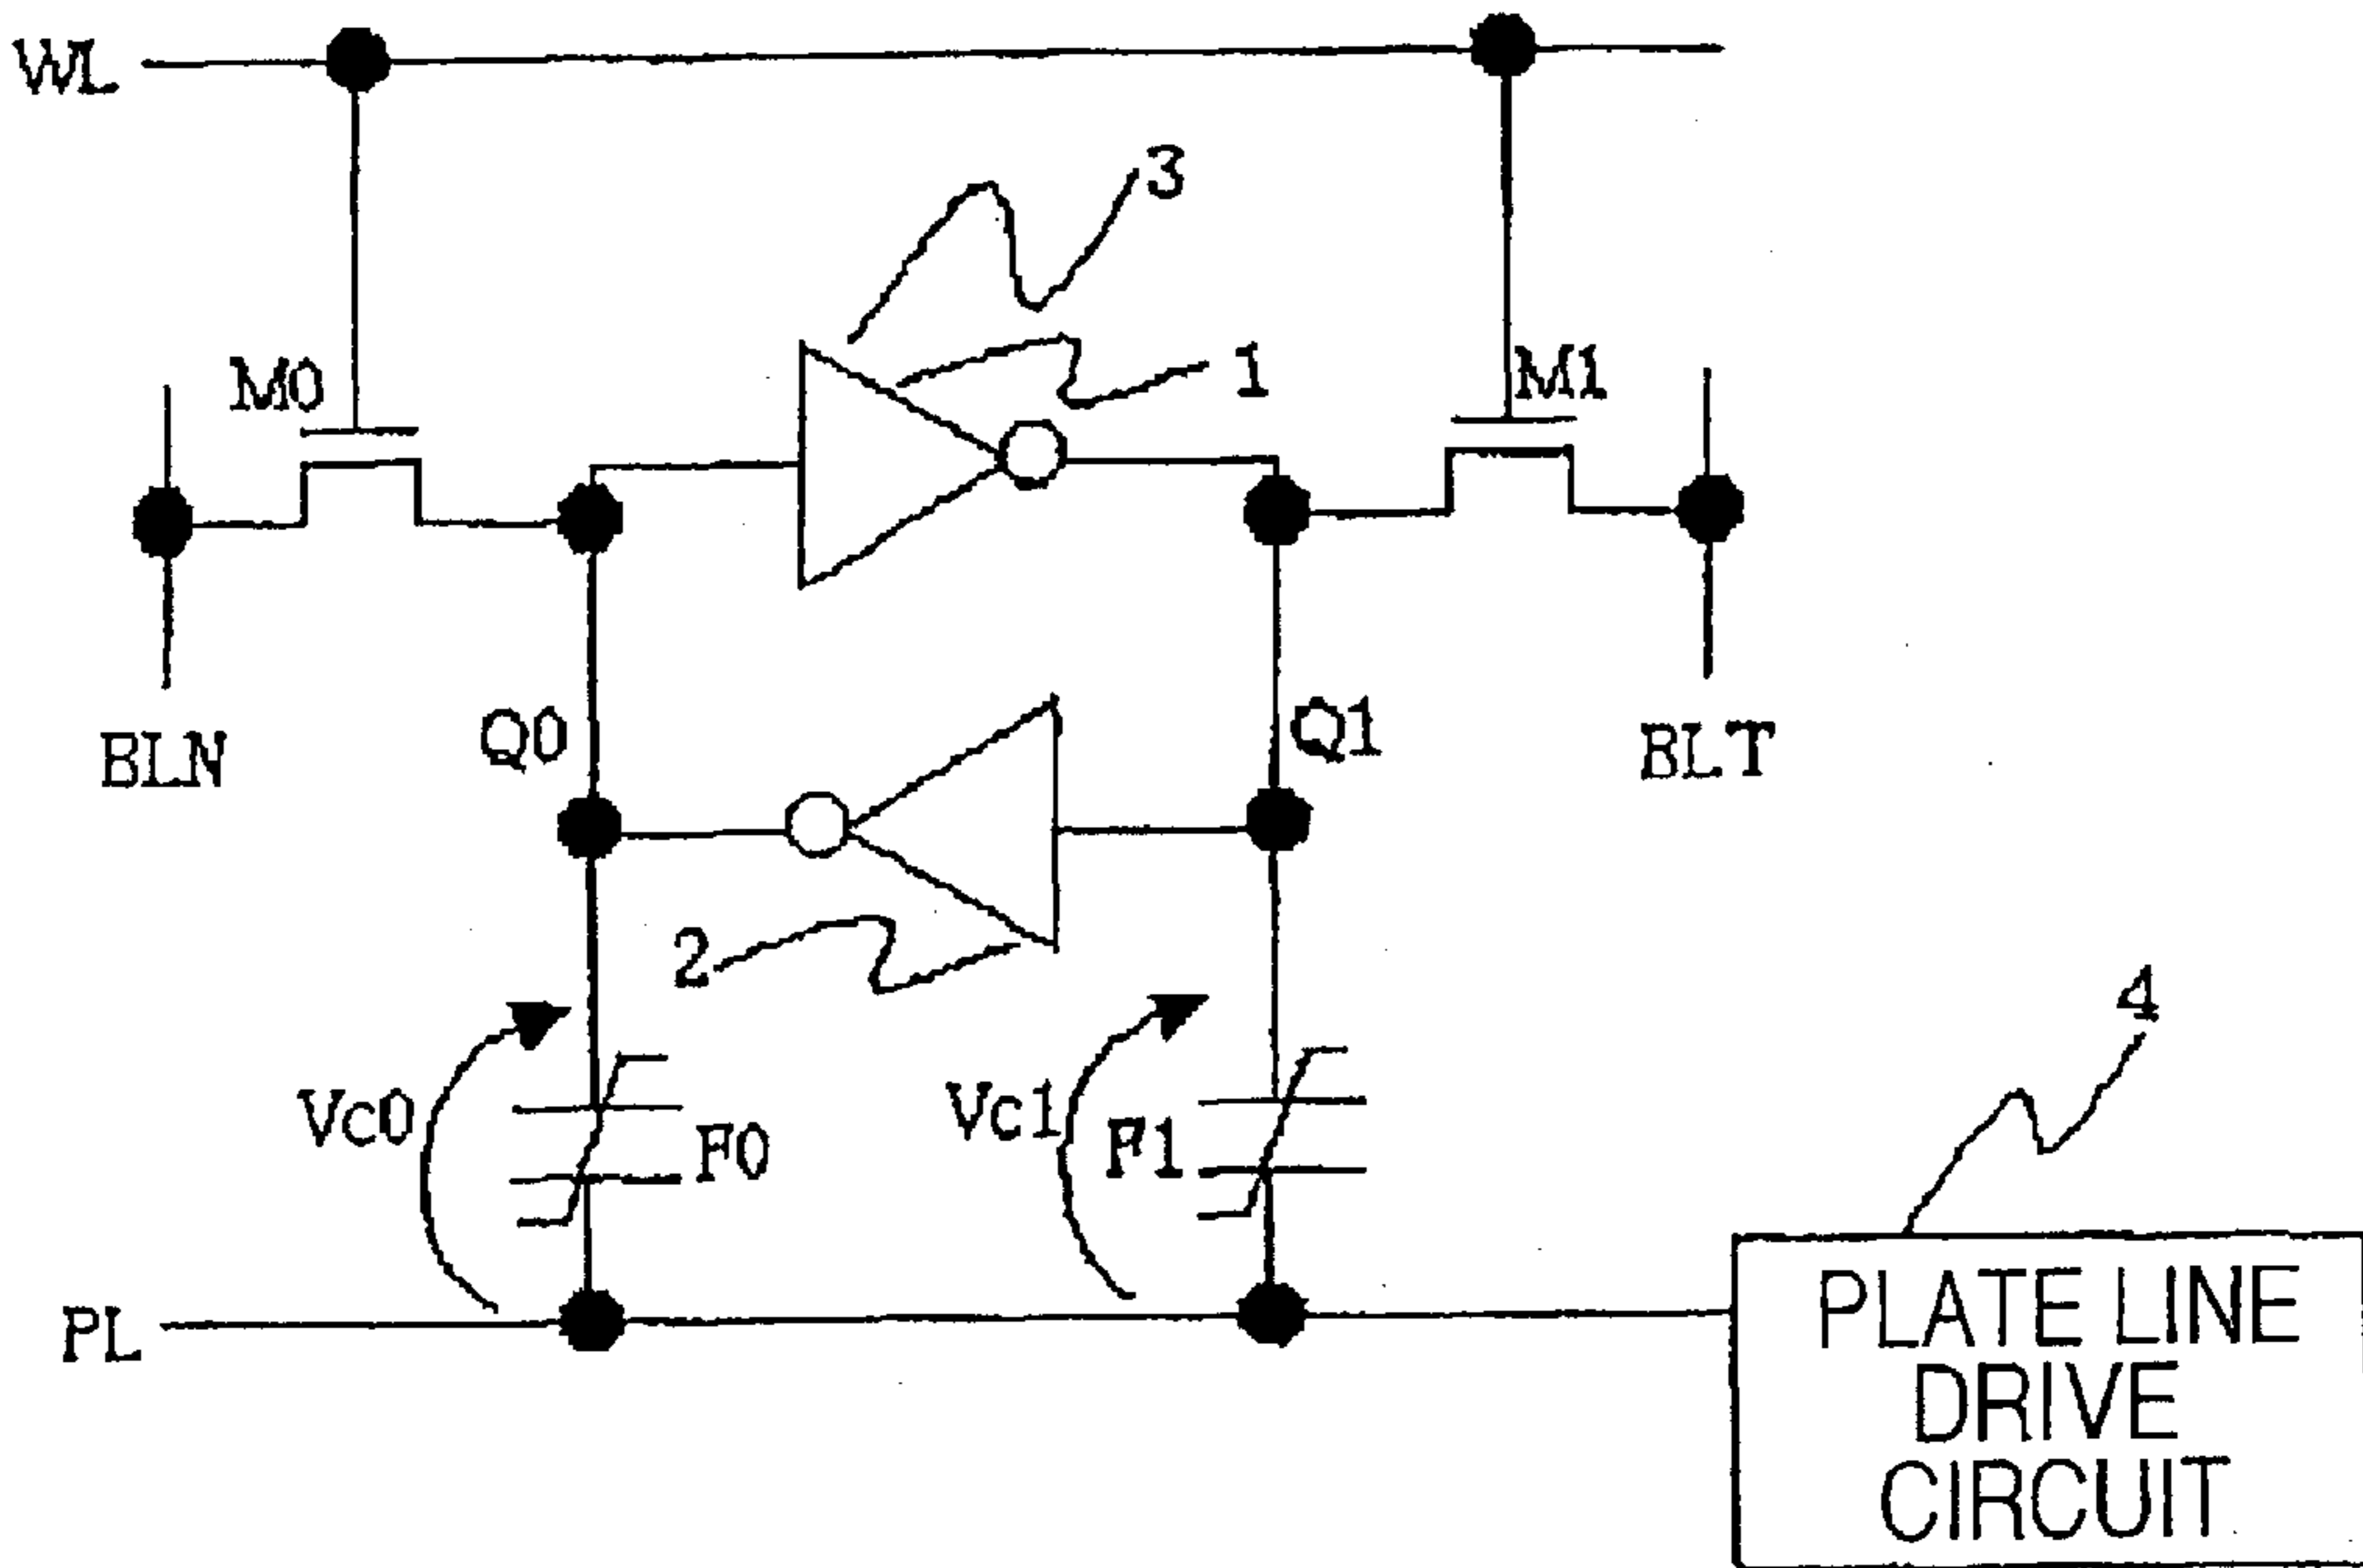 WL
3
M0
1
M1
Q0
Q1
BLN
BLT
2
4
Vc0
F0
Vc1
F1
PL
PLATE LINE
DRIVE
CIRCUIT